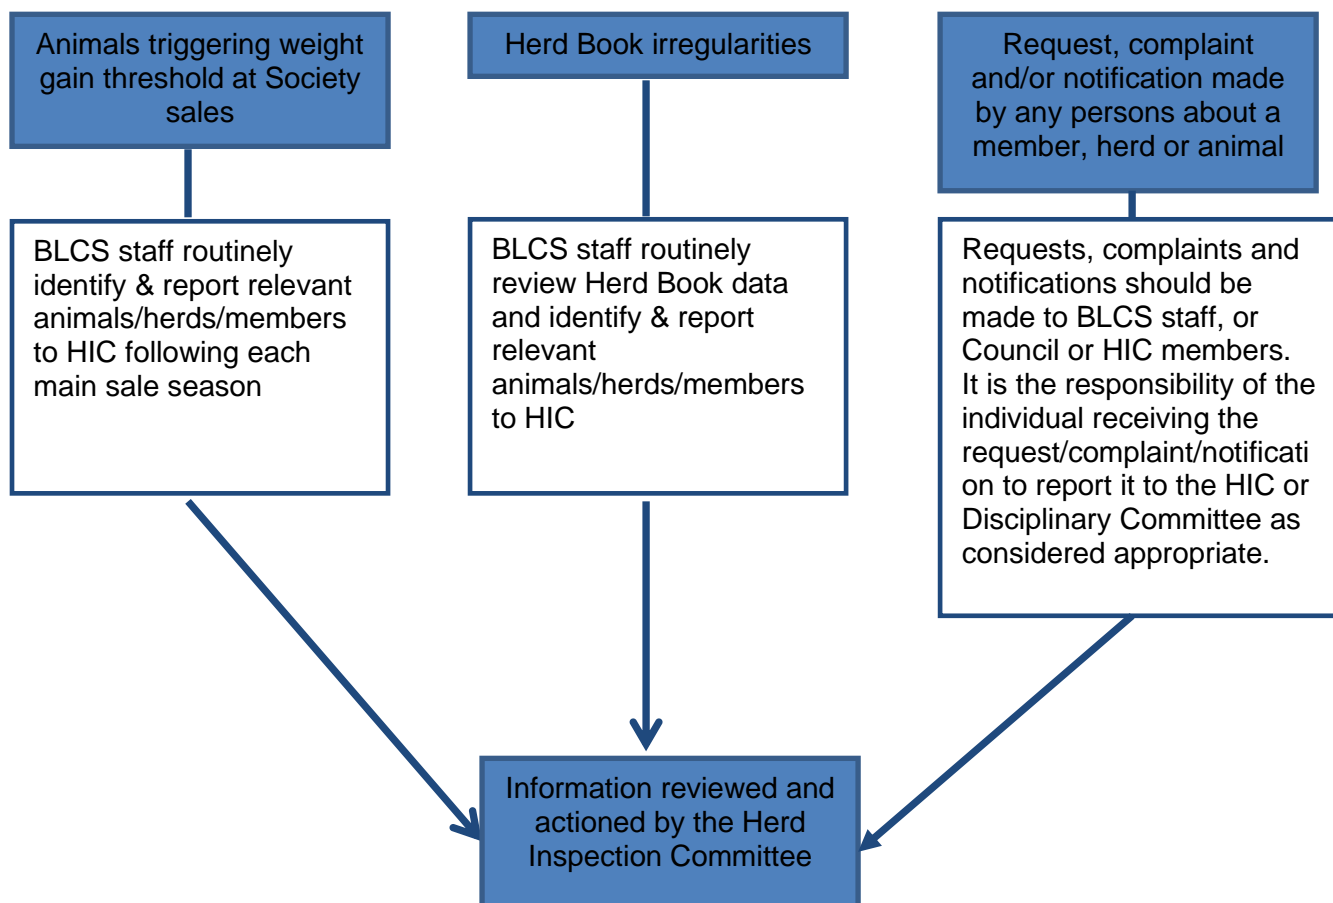 Animals triggering weight
gain threshold at Society
sales
Herd Book irregularities
Request, complaint
and/or notification made
by any persons about a
member, herd or animal
BLCS staff routinely
identify & report relevant
animals/herds/members
to HIC following each
main sale season
BLCS staff routinely
review Herd Book data
and identify & report
relevant
animals/herds/members
to HIC
Requests, complaints and
notifications should be
made to BLCS staff, or
Council or HIC members.
It is the responsibility of the
individual receiving the
request/complaint/notificati
on to report it to the HIC or
Disciplinary Committee as
considered appropriate.
Information reviewed and
actioned by the Herd
Inspection Committee